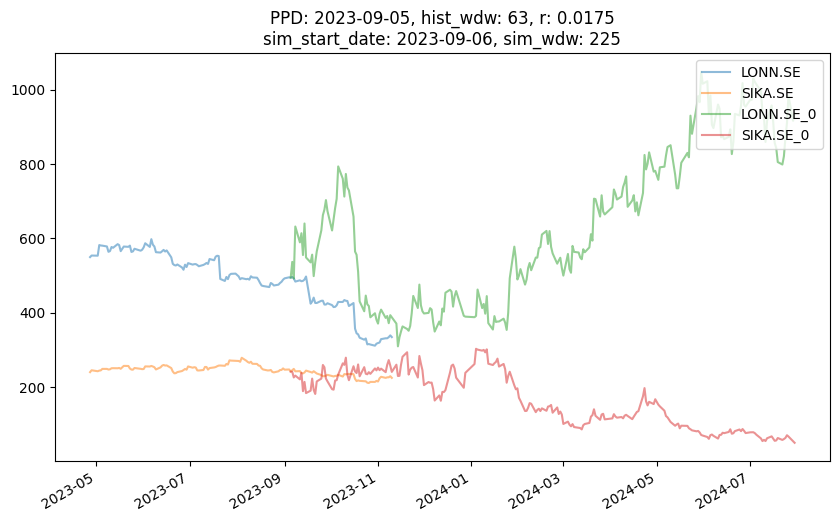 PPD: 2023-09-05, hist_wdw: 63, r: 0.0175
sim_start_date: 2023-09-06, sim_wdw: 225
LONN.SE
SIKA.SE
LONN.SE_0
SIKA.SE_0
1000
800
600
400
200
2023-05
2023-07
2023-09
2023-11
2024-01
2024-03
2024-05
2024-07